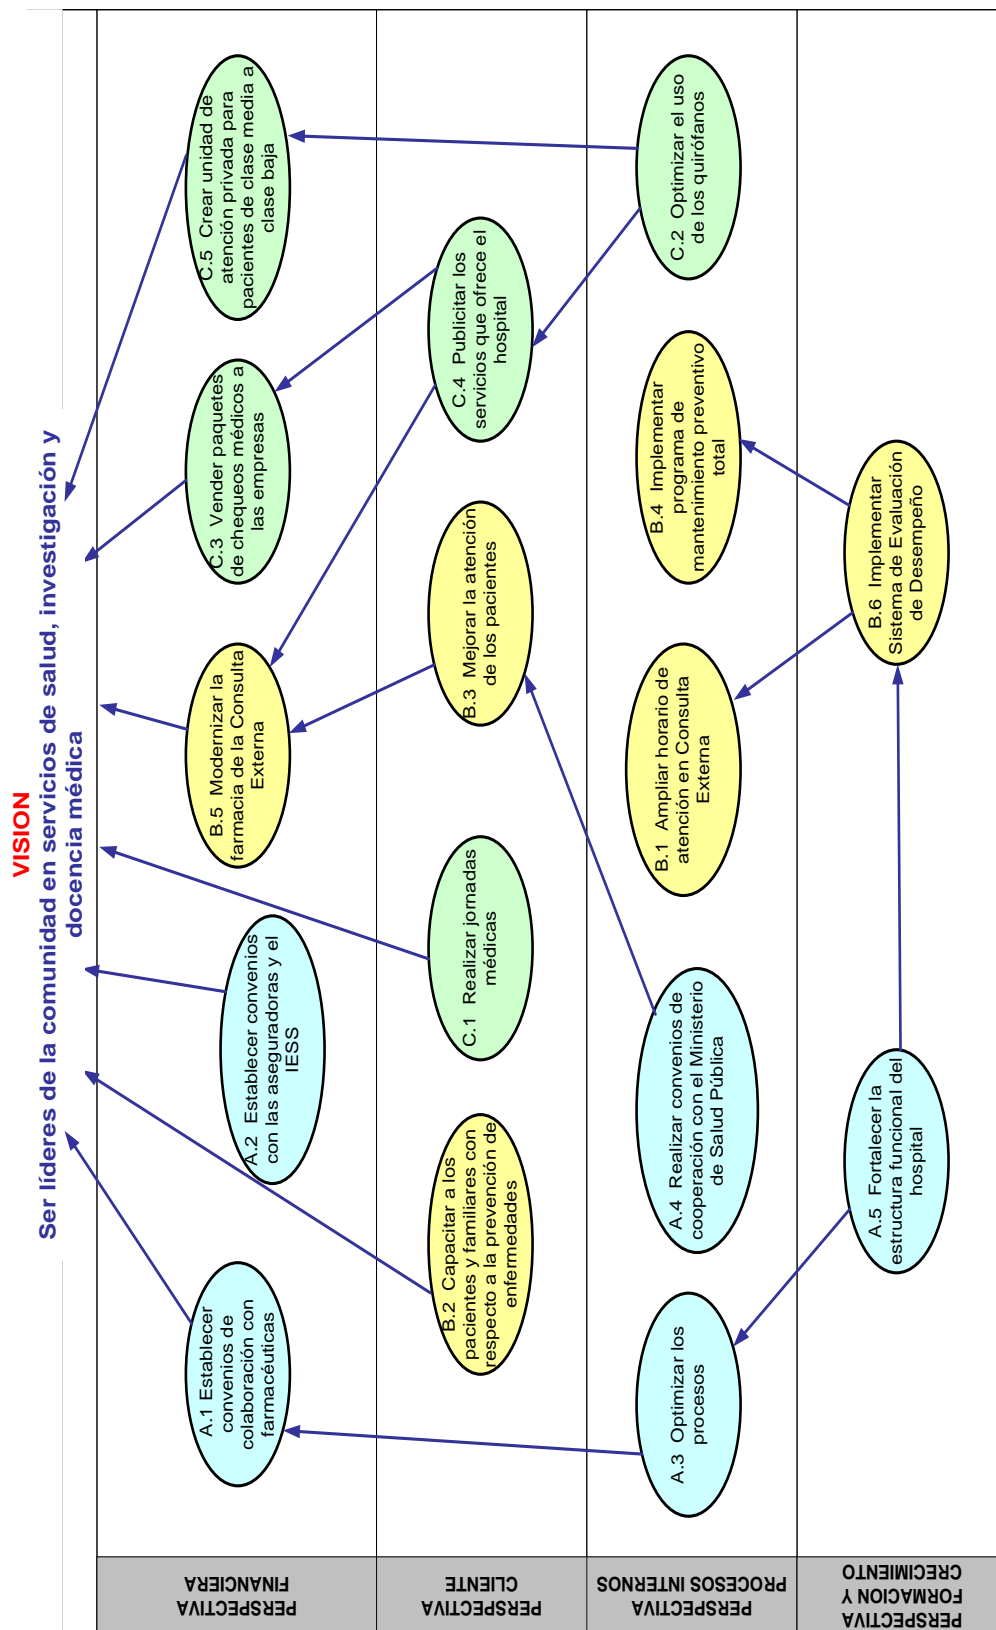 VISION
Ser líderes de la comunidad en servicios de salud, investigación y
docencia médica
PERSPECTIVA
FINANCIERA
A.1 Establecer
convenios de
colaboración con
farmacéuticas
A.2 Establecer convenios
con las aseguradoras y el
IESS
B.5 Modernizar la
farmacia de la Consulta
Externa
C.3 Vender paquetes
de chequeos médicos a
las empresas
C.5 Crear unidad de
atención privada para
pacientes de clase media a
clase baja
PERSPECTIVA
CLIENTE
B.2 Capacitar a los
pacientes y familiares con
respecto a la prevención de
enfermedades
C.1 Realizar jornadas
médicas
B.3 Mejorar la atención
de los pacientes
C.4 Publicitar los
servicios que ofrece el
hospital
PERSPECTIVA
PROCESOS INTERNOS
A.3 Optimizar los
procesos
A.4 Realizar convenios de
cooperación con el Ministerio
de Salud Pública
B.1 Ampliar horario de
atención en Consulta
Externa
B.4 Implementar
programa de
mantenimiento preventivo
total
C.2 Optimizar el uso
de los quirófanos
PERSPECTIVA
FORMACION Y
CRECIMIENTO
A.5 Fortalecer la
estructura funcional del
hospital
B.6 Implementar
Sistema de Evaluación
de Desempeño